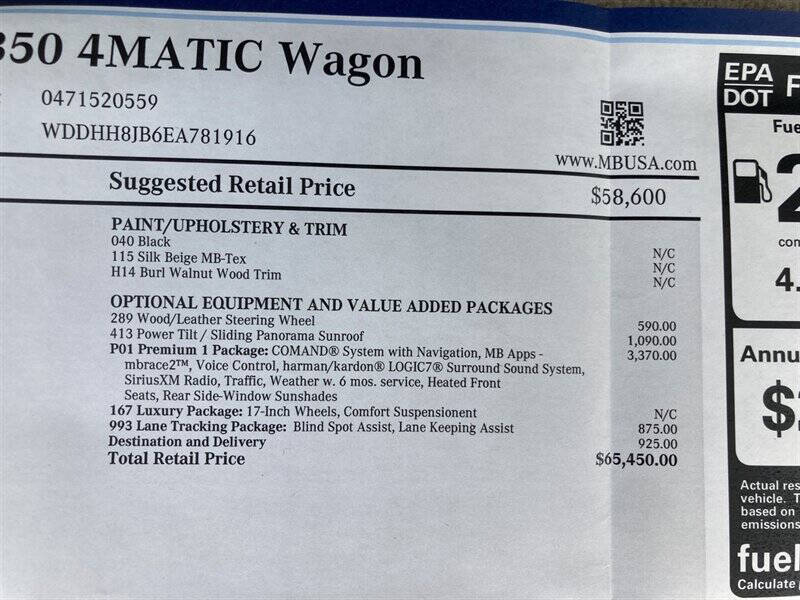 350 4MATIC Wagon
0471520559
WDDHH8JB6EA781916
www.MBUSA.com
Suggested Retail Price $58,600
PAINT/UPHOLSTERY & TRIM
040 Black N/C
115 Silk Beige MB-Tex N/C
H14 Burl Walnut Wood Trim N/C
OPTIONAL EQUIPMENT AND VALUE ADDED PACKAGES
289 Wood/Leather Steering Wheel 590.00
413 Power Tilt / Sliding Panorama Sunroof 1,090.00
P01 Premium 1 Package: COMAND® System with Navigation, MB Apps - 3,370.00
mbrace2™, Voice Control, harman/kardon® LOGIC7® Surround Sound System,
SiriusXM Radio, Traffic, Weather w. 6 mos. service, Heated Front
Seats, Rear Side-Window Sunshades
167 Luxury Package: 17-Inch Wheels, Comfort Suspensionent N/C
993 Lane Tracking Package: Blind Spot Assist, Lane Keeping Assist 875.00
Destination and Delivery 925.00
Total Retail Price $65,450.00
EPA
DOT F
Fue
2
com
4.
Annu
$
Actual res
vehicle. T
based on
emissions
fuel
Calculate